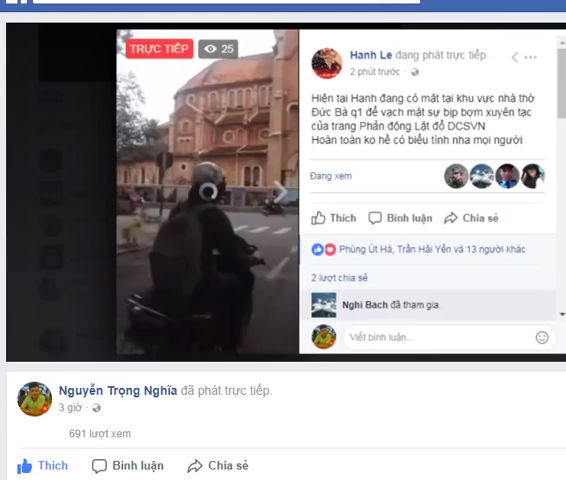 TRỰC TIẾP
25
Hanh Le đang phát trực tiếp.
2 phút trước
Hiện tại Hạnh đang có mặt tại khu vực nhà thờ
Đức Bà q1 để vạch mặt sự bịp bợm xuyên tạc
của trang Phản động Lật đổ DCSVN
Hoàn toàn ko hề có biểu tình nha mọi người
Đang xem
Thích
Bình luận
Chia sẻ
Phùng Út Há, Trần Hải Yến và 13 người khác
2 lượt chia sẻ
Nghi Bach đã tham gia.
Viết bình luận...
Nguyễn Trọng Nghĩa đã phát trực tiếp.
3 giờ
691 lượt xem
Thích
Bình luận
Chia sẻ